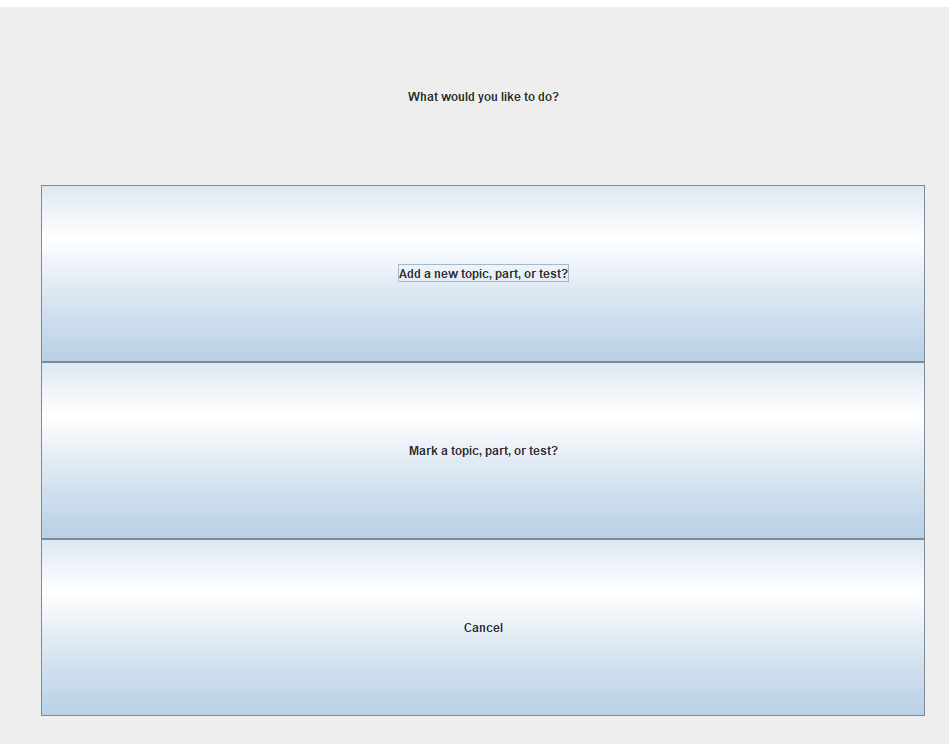 What would you like to do?
Add a new topic, part, or test?
Mark a topic, part, or test?
Cancel